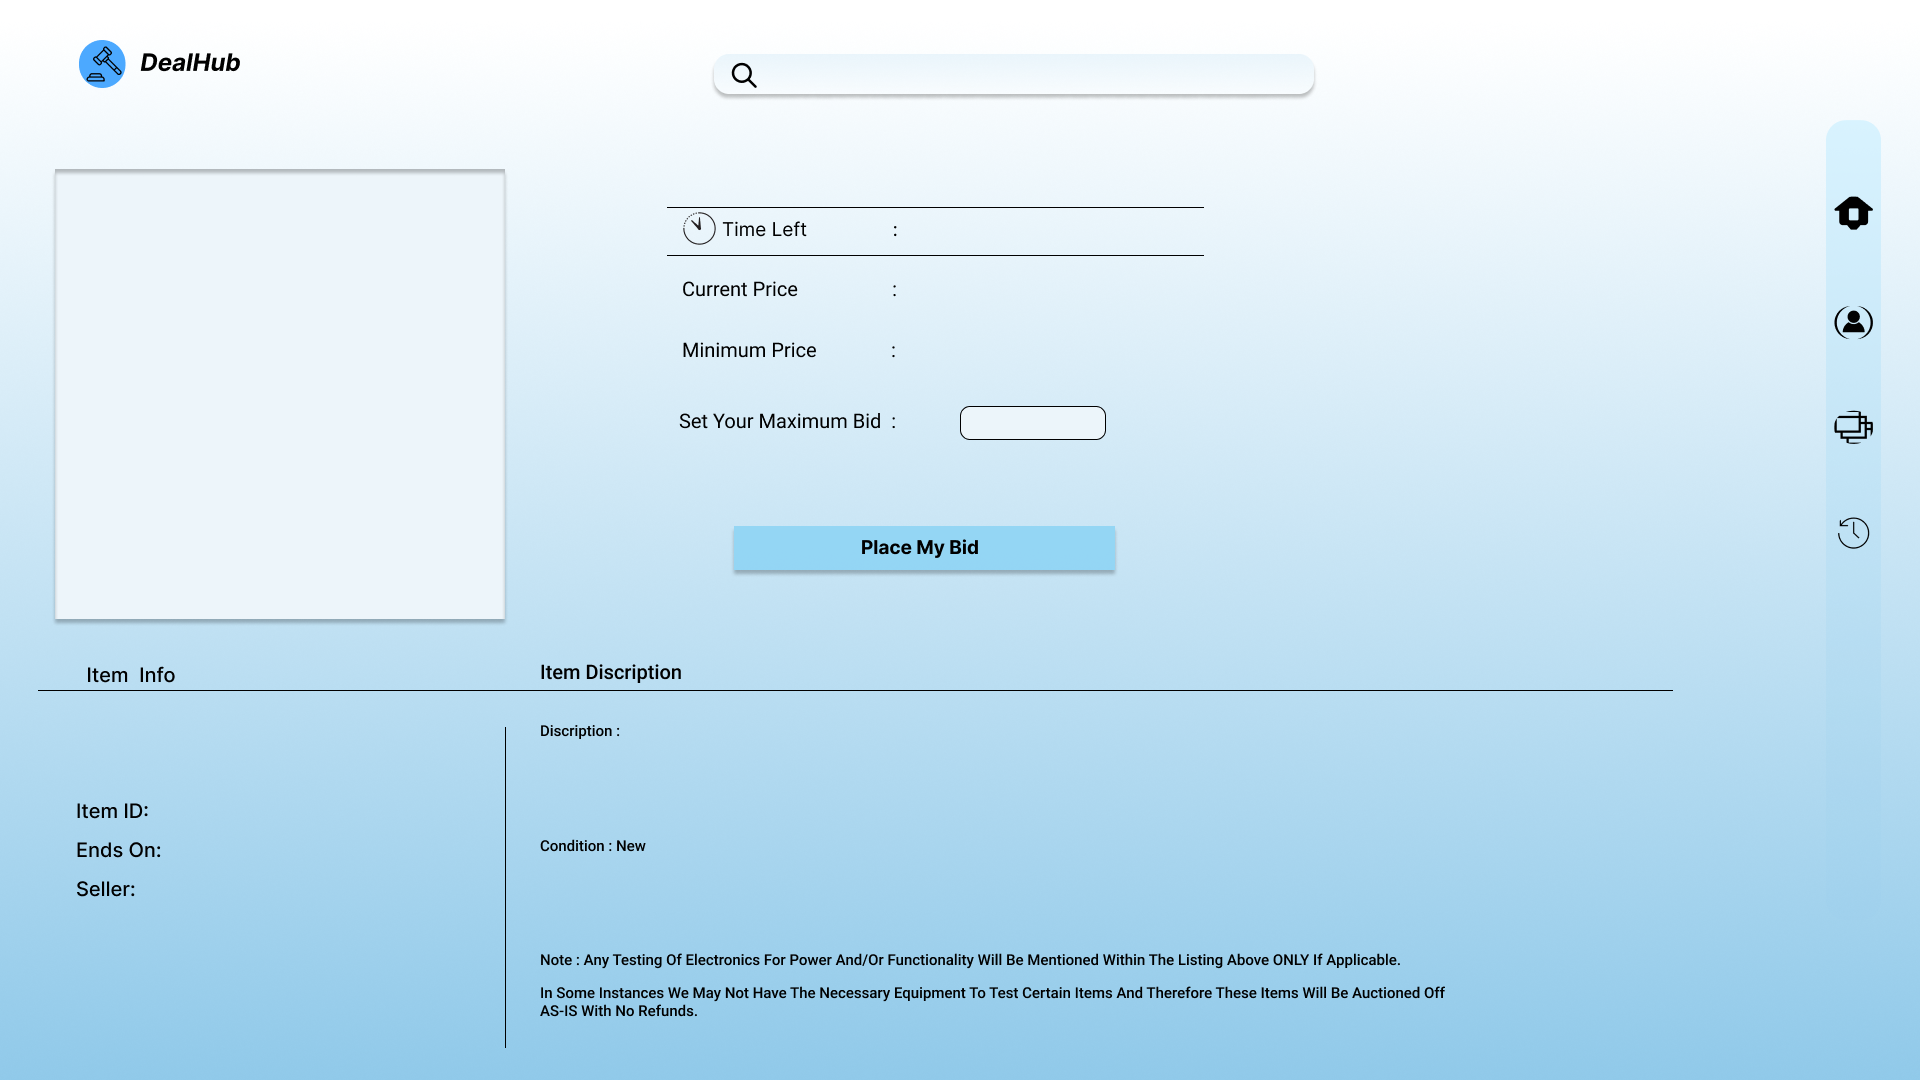 DealHub
Time Left :
Current Price :
Minimum Price :
Set Your Maximum Bid :
Place My Bid
Item Info
Item Discription
Discription :
Item ID:
Ends On:
Seller:
Condition : New
Note : Any Testing Of Electronics For Power And/Or Functionality Will Be Mentioned Within The Listing Above ONLY If Applicable.
In Some Instances We May Not Have The Necessary Equipment To Test Certain Items And Therefore These Items Will Be Auctioned Off
AS-IS With No Refunds.